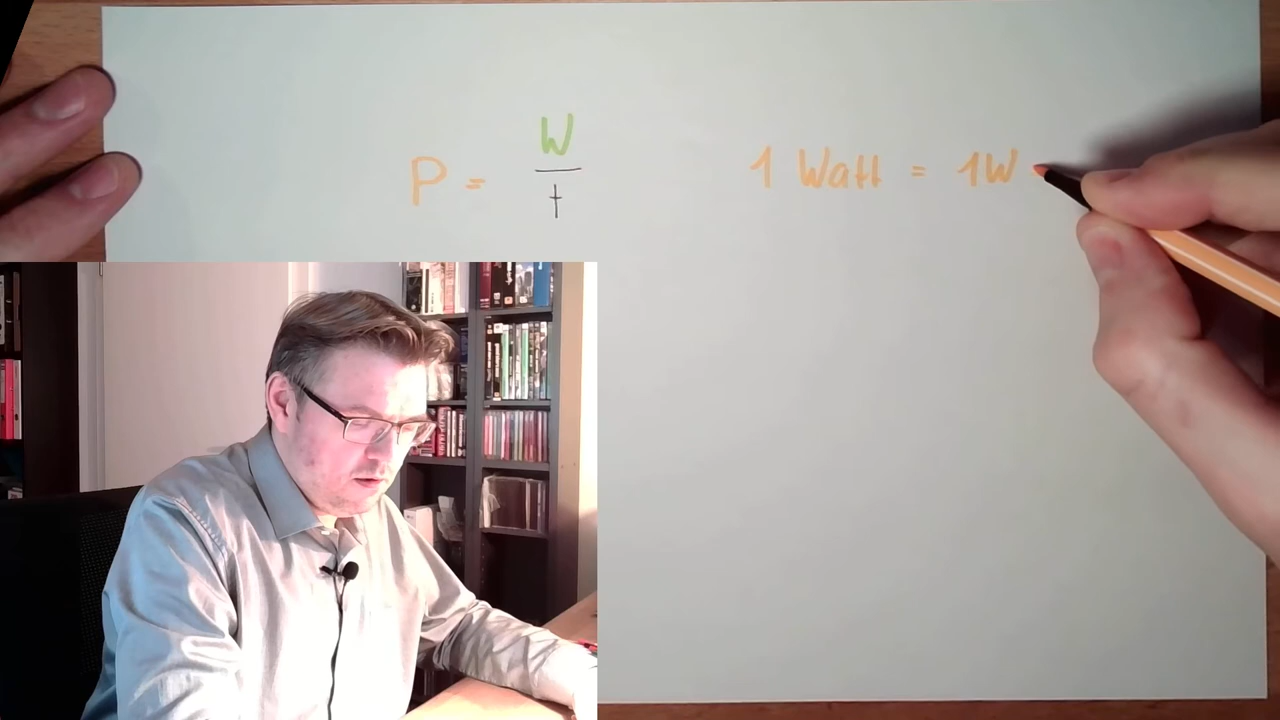 P = W / t
1 Watt = 1W